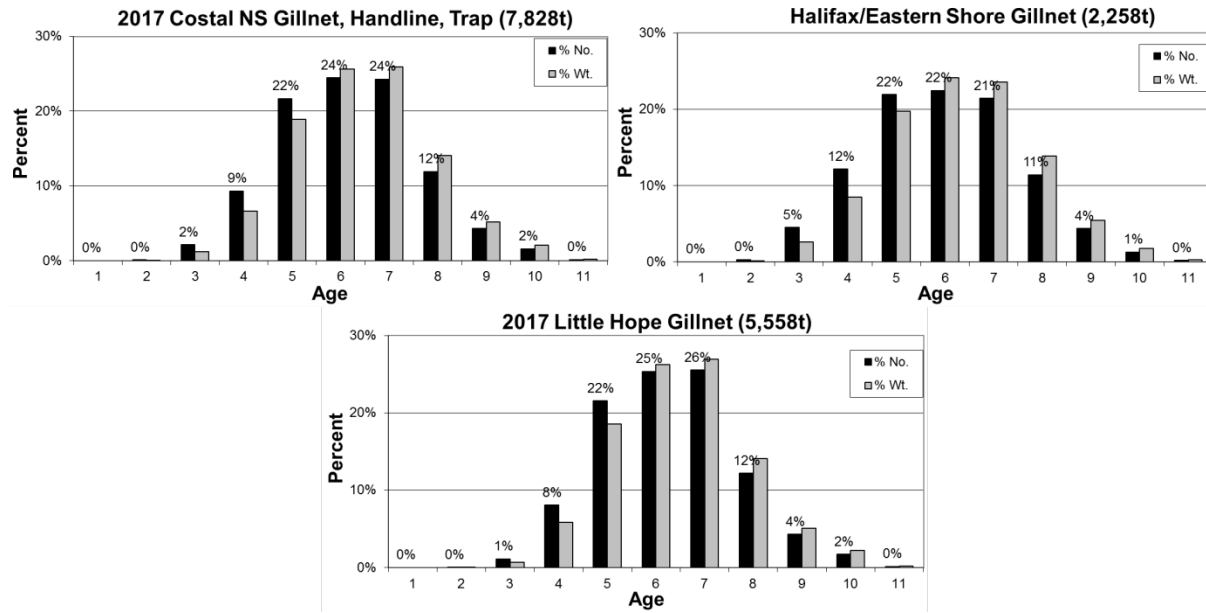 2017 Costal NS Gillnet, Handline, Trap (7,828t)
30%
20%
10%
0%
Percent
% No.
% Wt.
0%
0%
2%
9%
22%
24%
24%
12%
4%
2%
0%
1 2 3 4 5 6 7 8 9 10 11
Age
Halifax/Eastern Shore Gillnet (2,258t)
30%
20%
10%
0%
Percent
% No.
% Wt.
0%
0%
5%
12%
22%
22%
21%
11%
4%
1%
0%
1 2 3 4 5 6 7 8 9 10 11
Age
2017 Little Hope Gillnet (5,558t)
30%
20%
10%
0%
Percent
% No.
% Wt.
0%
0%
1%
8%
22%
25%
26%
12%
4%
2%
0%
1 2 3 4 5 6 7 8 9 10 11
Age